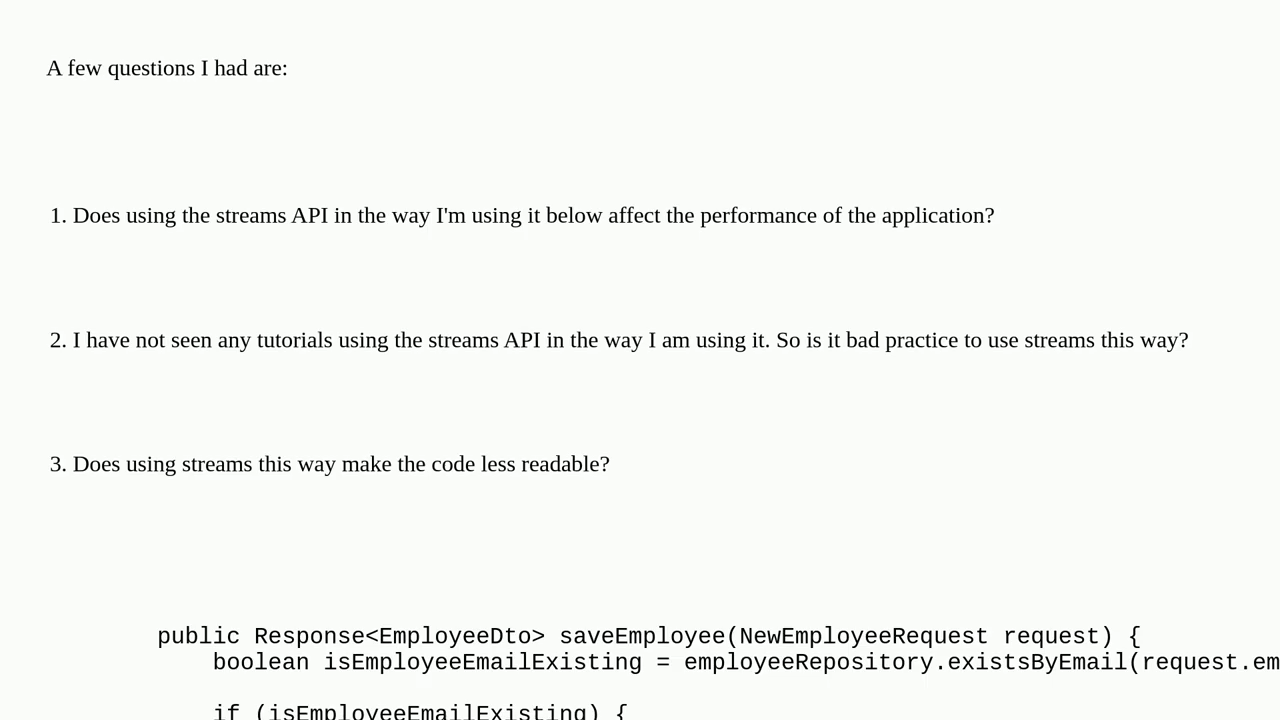 A few questions I had are:
1. Does using the streams API in the way I'm using it below affect the performance of the application?
2. I have not seen any tutorials using the streams API in the way I am using it. So is it bad practice to use streams this way?
3. Does using streams this way make the code less readable?
public Response<EmployeeDto> saveEmployee(NewEmployeeRequest request) {
boolean isEmployeeEmailExisting = employeeRepository.existsByEmail(request.em
if (isEmployeeEmailExisting) {